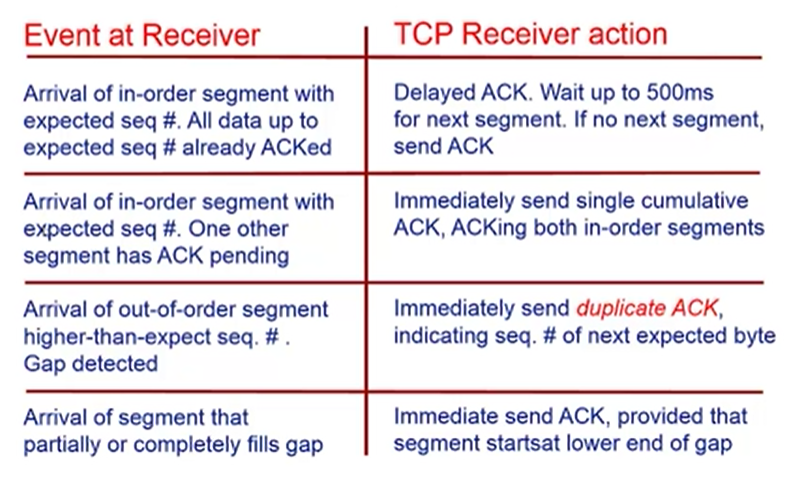 Event at Receiver
TCP Receiver action
Arrival of in-order segment with
expected seq #. All data up to
expected seq # already ACKed
Delayed ACK. Wait up to 500ms
for next segment. If no next segment,
send ACK
Arrival of in-order segment with
expected seq #. One other
segment has ACK pending
Immediately send single cumulative
ACK, ACKing both in-order segments
Arrival of out-of-order segment
higher-than-expect seq. # .
Gap detected
Immediately send duplicate ACK,
indicating seq. # of next expected byte
Arrival of segment that
partially or completely fills gap
Immediate send ACK, provided that
segment startsat lower end of gap